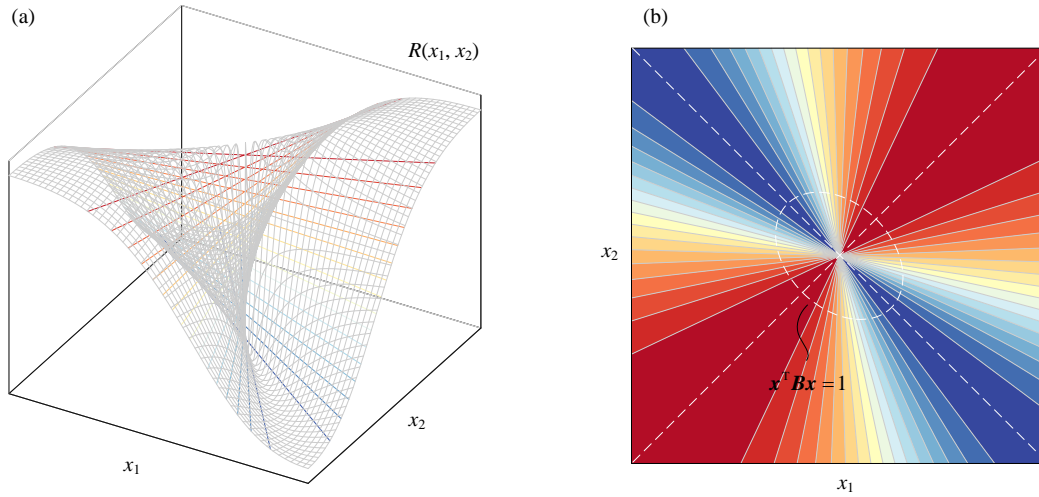 (a)
R(x₁, x₂)
x₁
x₂
(b)
x₂
xᵀBx = 1
x₁